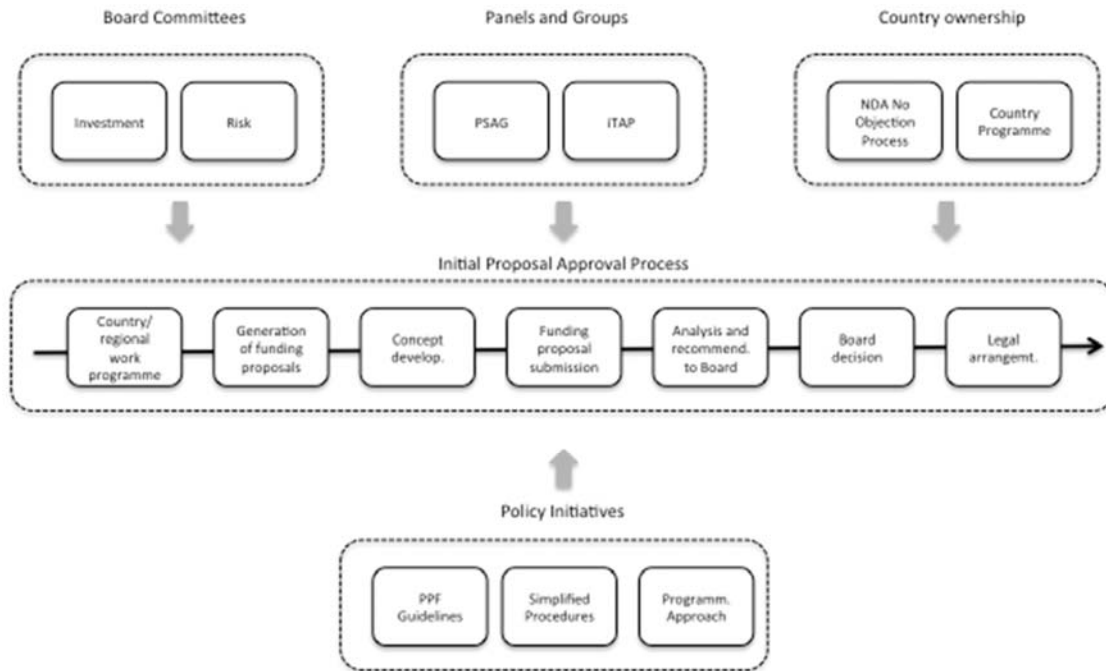 Board Committees
Panels and Groups
Country ownership
Investment
Risk
PSAG
iTAP
NDA No
Objection
Process
Country
Programme
Initial Proposal Approval Process
Country/
regional
work
programme
Generation
of funding
proposals
Concept
develop.
Funding
proposal
submission
Analysis and
recommend.
to Board
Board
decision
Legal
arrangemt.
Policy Initiatives
PPF
Guidelines
Simplified
Procedures
Programm.
Approach